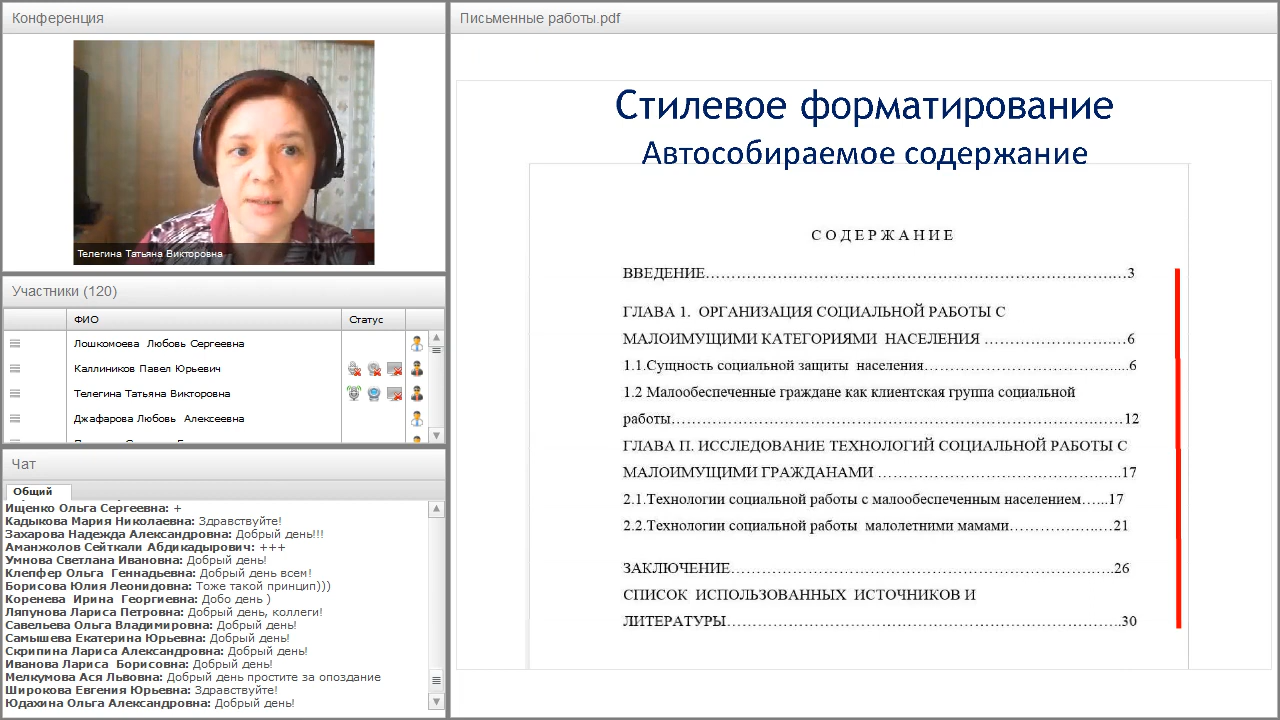 Конференция
Телегина Татьяна Викторовна
Участники (120)
ФИО
Статус
Лошкомоева Любовь Сергеевна
Каллиников Павел Юрьевич
Телегина Татьяна Викторовна
Джафарова Любовь Алексеевна
Чат
Общий
Ищенко Ольга Сергеевна: +
Кадыкова Мария Николаевна: Здравствуйте!
Захарова Надежда Александровна: Добрый день!!!
Аманжолов Сейткали Абдикадырович: +++
Умнова Светлана Ивановна: Добрый день!
Клепфер Ольга Геннадьевна: Добрый день всем!
Борисова Юлия Леонидовна: Тоже такой принцип)))
Коренева Ирина Георгиевна: Добо день )
Ляпунова Лариса Петровна: Добрый день, коллеги!
Савельева Ольга Владимировна: Добрый день!
Самышева Екатерина Юрьевна: Добрый день!
Скрипина Лариса Александровна: Добрый день!
Иванова Лариса Борисовна: Добрый день!
Мелкумова Ася Львовна: Добрый день простите за опоздание
Широкова Евгения Юрьевна: Здравствуйте!
Юдахина Ольга Александровна: Добрый день!
Письменные работы.pdf
Стилевое форматирование
Автособираемое содержание
С О Д Е Р Ж А Н И Е
ВВЕДЕНИЕ……………………………………………………………………3
ГЛАВА 1. ОРГАНИЗАЦИЯ СОЦИАЛЬНОЙ РАБОТЫ С
МАЛОИМУЩИМИ КАТЕГОРИЯМИ НАСЕЛЕНИЯ ………………………6
1.1.Сущность социальной защиты населения…………………………………6
1.2 Малообеспеченные граждане как клиентская группа социальной
работы…………………………………………………………………………12
ГЛАВА П. ИССЛЕДОВАНИЕ ТЕХНОЛОГИЙ СОЦИАЛЬНОЙ РАБОТЫ С
МАЛОИМУЩИМИ ГРАЖДАНАМИ ………………………………………17
2.1.Технологии социальной работы с малообеспеченным населением…...17
2.2.Технологии социальной работы малолетними мамами……………….…21
ЗАКЛЮЧЕНИЕ………………………………………………………………..26
СПИСОК ИСПОЛЬЗОВАННЫХ ИСТОЧНИКОВ И
ЛИТЕРАТУРЫ………………………………………………………………..30